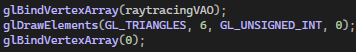 glBindVertexArray(raytracingVAO);
glDrawElements(GL_TRIANGLES, 6, GL_UNSIGNED_INT, 0);
glBindVertexArray(0);